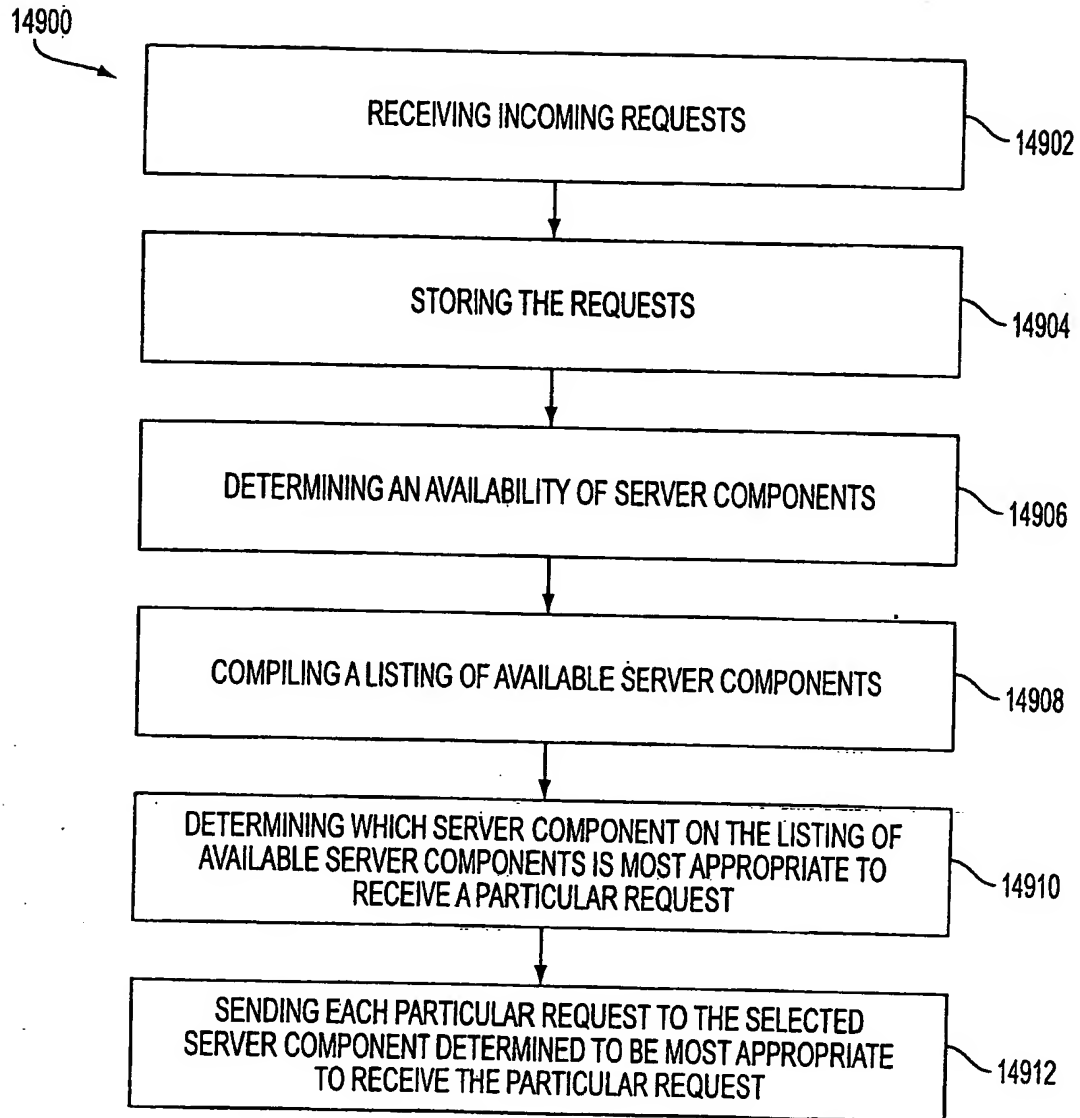 14900
RECEIVING INCOMING REQUESTS
14902
STORING THE REQUESTS
14904
DETERMINING AN AVAILABILITY OF SERVER COMPONENTS
14906
COMPILING A LISTING OF AVAILABLE SERVER COMPONENTS
14908
DETERMINING WHICH SERVER COMPONENT ON THE LISTING OF
AVAILABLE SERVER COMPONENTS IS MOST APPROPRIATE TO
RECEIVE A PARTICULAR REQUEST
14910
SENDING EACH PARTICULAR REQUEST TO THE SELECTED
SERVER COMPONENT DETERMINED TO BE MOST APPROPRIATE
TO RECEIVE THE PARTICULAR REQUEST
14912